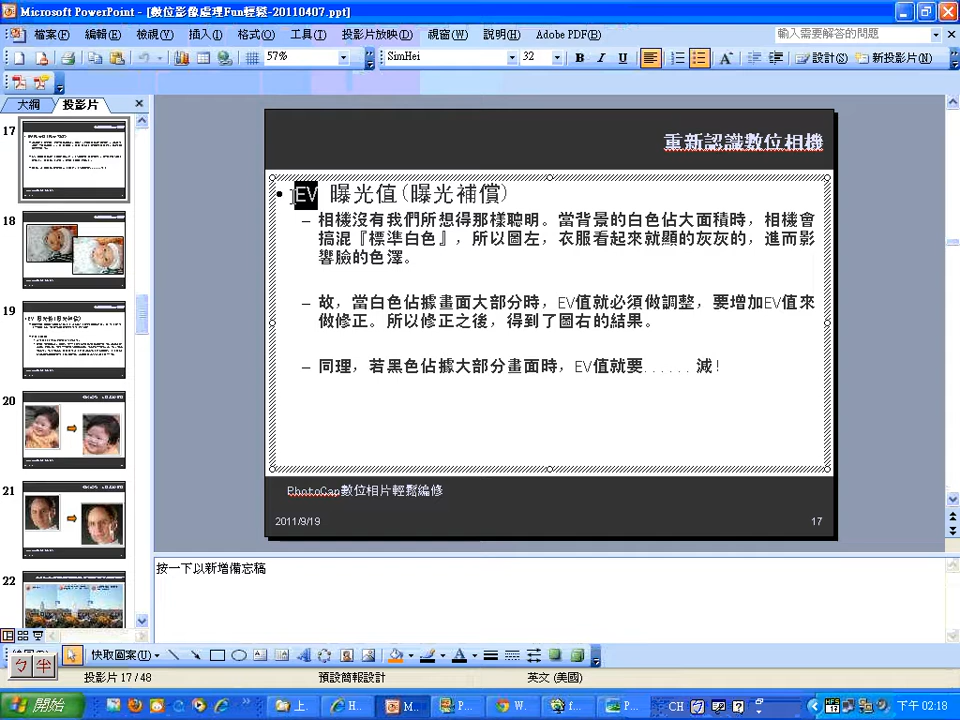 Microsoft PowerPoint - [數位影像處理Fun輕鬆-20110407.ppt]
檔案(F) 編輯(E) 檢視(V) 插入(I) 格式(O) 工具(T) 投影片放映(D) 視窗(W) 說明(H) Adobe PDF(B) 輸入需要解答的問題
57% SimHei 32 B I U 設計(S) 新投影片(N)
大綱 投影片
17
18
19
20
21
22
重新認識數位相機
• EV 曝光值(曝光補償)
– 相機沒有我們所想得那樣聰明。當背景的白色佔大面積時，相機會
搞混『標準白色』，所以圖左，衣服看起來就顯的灰灰的，進而影
響臉的色澤。
– 故，當白色佔據畫面大部分時，EV值就必須做調整，要增加EV值來
做修正。所以修正之後，得到了圖右的結果。
– 同理，若黑色佔據大部分畫面時，EV值就要......減!
PhotoCap數位相片輕鬆編修
2011/9/19 17
按一下以新增備忘稿
快取圖案(U)
ㄅ 半
投影片 17 / 48 預設簡報設計 英文 (美國)
開始 上. H. M.. P.. W. f... P.. CH 下午 02:18